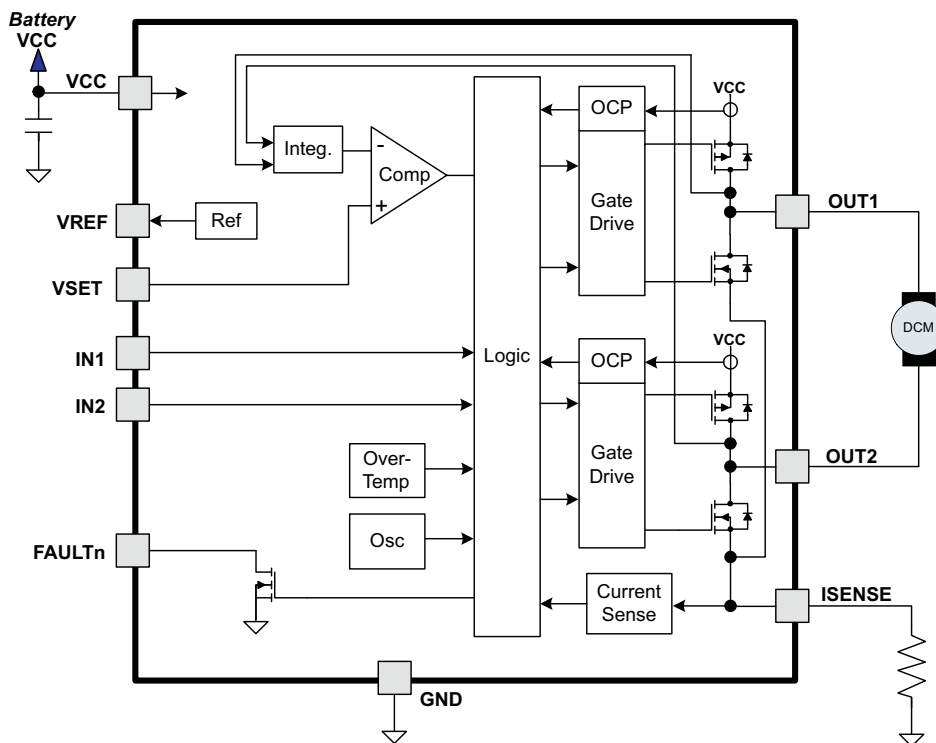 Battery
VCC
VCC
VREF
Ref
VSET
IN1
IN2
FAULTn
Integ.
-
Comp
+
Logic
Over-
Temp
Osc
OCP
Gate
Drive
VCC
OCP
Gate
Drive
VCC
Current
Sense
OUT1
DCM
OUT2
ISENSE
GND